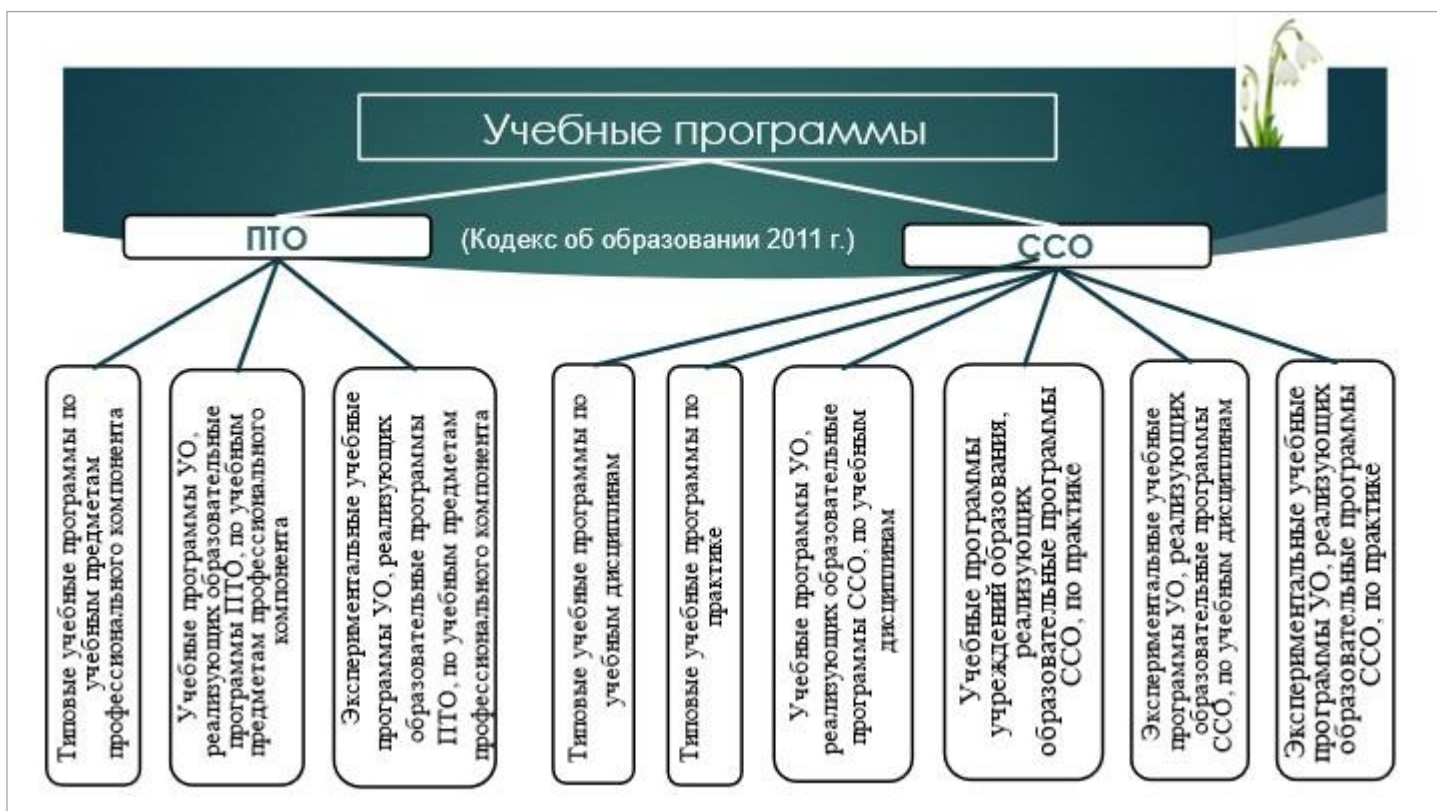 Учебные программы
ПТО
(Кодекс об образовании 2011 г.)
ССО
Типовые учебные программы по
учебным предметам
профессионального компонента
Учебные программы УО,
реализующих образовательные
программы ПТО, по учебным
предметам профессионального
компонента
Экспериментальные учебные
программы УО, реализующих
образовательные программы
ПТО, по учебным предметам
профессионального компонента
Типовые учебные программы по
учебным дисциплинам
Типовые учебные программы по
практике
Учебные программы УО,
реализующих образовательные
программы ССО, по учебным
дисциплинам
Учебные программы
учреждений образования,
реализующих
образовательные программы
ССО, по практике
Экспериментальные учебные
программы УО, реализующих
образовательные программы
ССО, по учебным дисциплинам
Экспериментальные учебные
программы УО, реализующих
образовательные программы
ССО, по практике